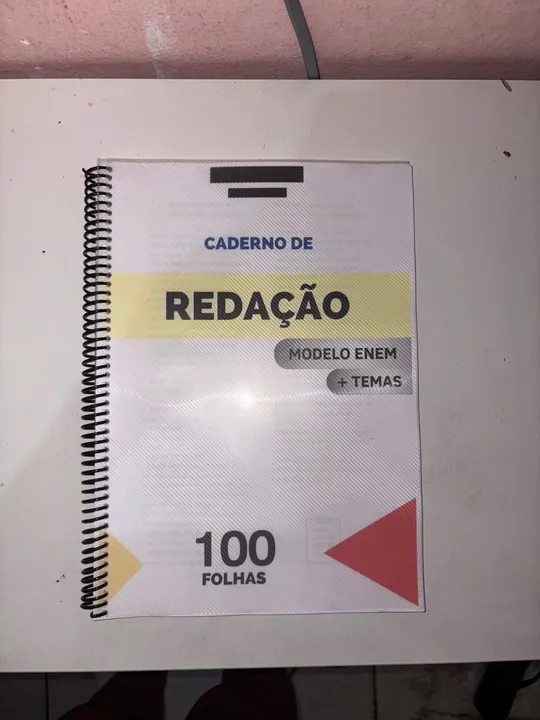 CADERNO DE
REDAÇÃO
MODELO ENEM
+ TEMAS
100
FOLHAS